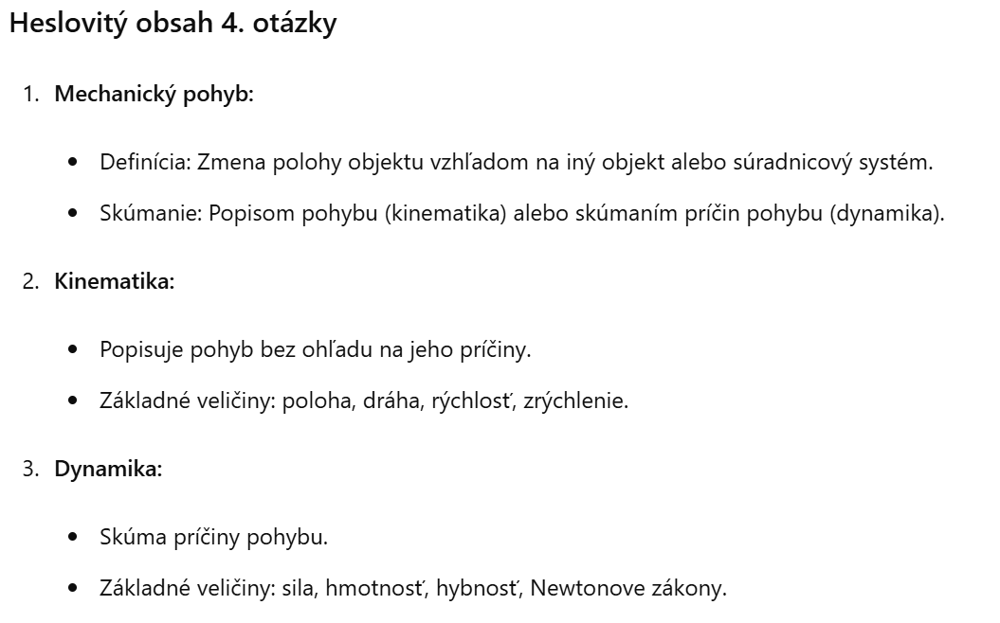 Heslovitý obsah 4. otázky
1. Mechanický pohyb:
• Definícia: Zmena polohy objektu vzhľadom na iný objekt alebo súradnicový systém.
• Skúmanie: Popisom pohybu (kinematika) alebo skúmaním príčin pohybu (dynamika).
2. Kinematika:
• Popisuje pohyb bez ohľadu na jeho príčiny.
• Základné veličiny: poloha, dráha, rýchlosť, zrýchlenie.
3. Dynamika:
• Skúma príčiny pohybu.
• Základné veličiny: sila, hmotnosť, hybnosť, Newtonove zákony.